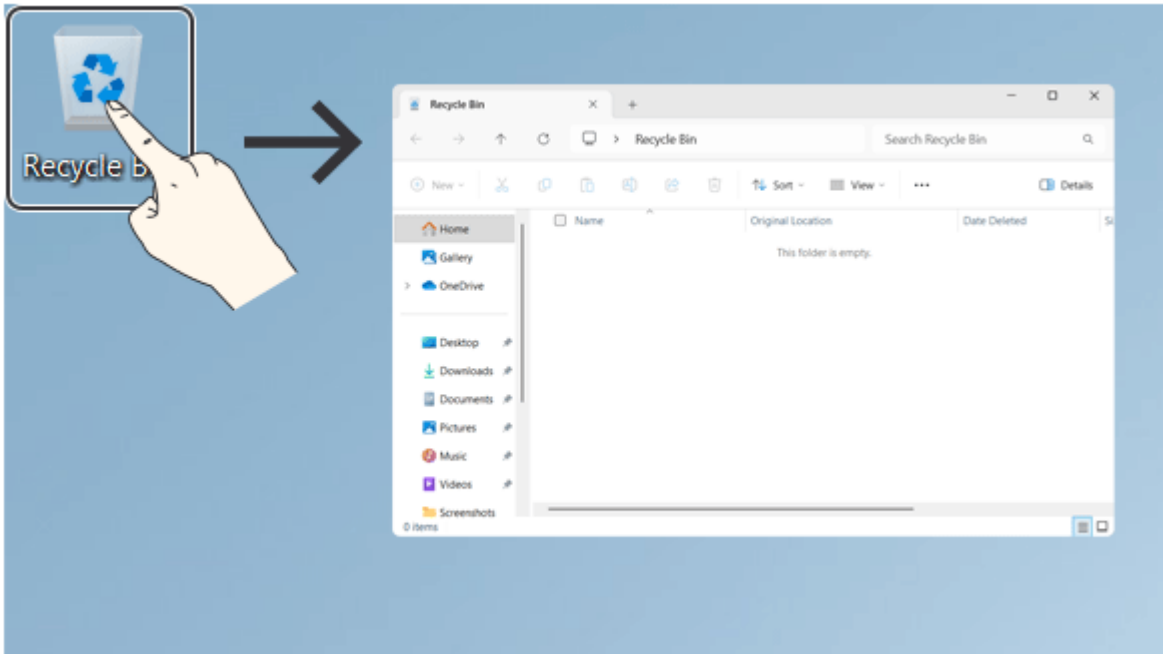 Recycle B
Recycle Bin
Recycle Bin
Search Recycle Bin
New
Sort
View
Details
Name
Original Location
Date Deleted
Si
This folder is empty.
Home
Gallery
OneDrive
Desktop
Downloads
Documents
Pictures
Music
Videos
Screenshots
0 items